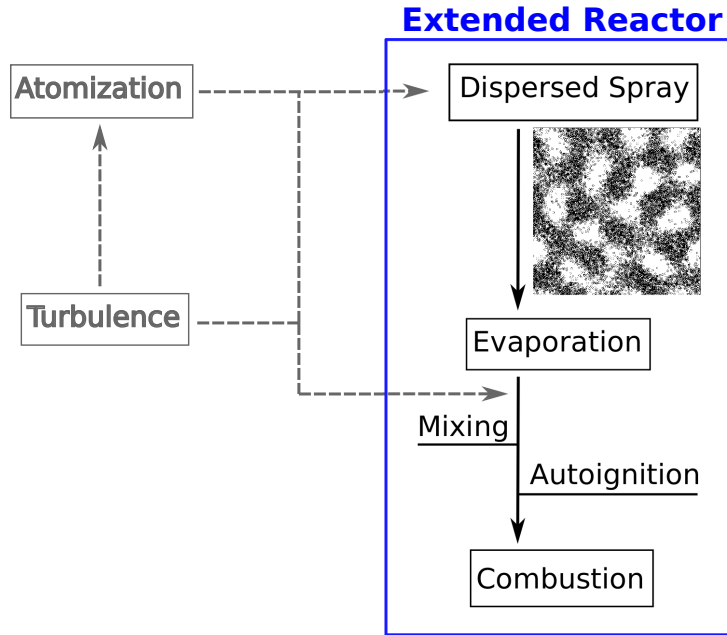 Extended Reactor
Atomization
Dispersed Spray
Turbulence
Evaporation
Mixing
Autoignition
Combustion